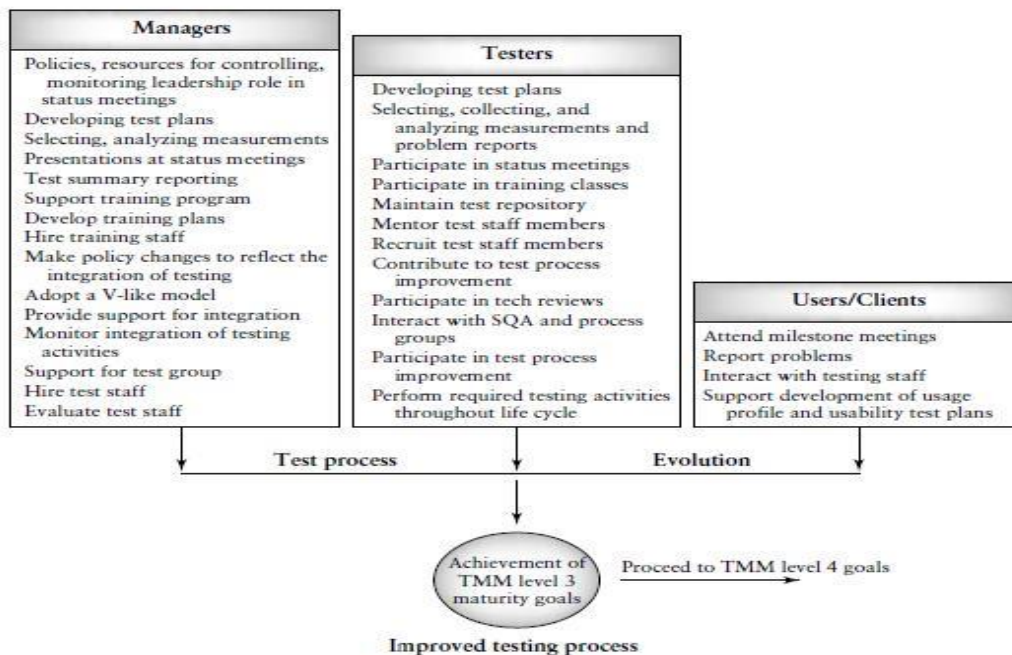 Managers
Policies, resources for controlling,
monitoring leadership role in
status meetings
Developing test plans
Selecting, analyzing measurements
Presentations at status meetings
Test summary reporting
Support training program
Develop training plans
Hire training staff
Make policy changes to reflect the
integration of testing
Adopt a V-like model
Provide support for integration
Monitor integration of testing
activities
Support for test group
Hire test staff
Evaluate test staff
Testers
Developing test plans
Selecting, collecting, and
analyzing measurements and
problem reports
Participate in status meetings
Participate in training classes
Maintain test repository
Mentor test staff members
Recruit test staff members
Contribute to test process
improvement
Participate in tech reviews
Interact with SQA and process
groups
Participate in test process
improvement
Perform required testing activities
throughout life cycle
Users/Clients
Attend milestone meetings
Report problems
Interact with testing staff
Support development of usage
profile and usability test plans
Test process
Evolution
Achievement of
TMM level 3
maturity goals
Proceed to TMM level 4 goals
Improved testing process